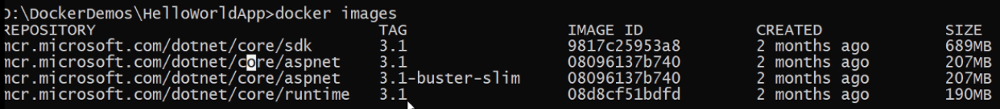 D:\DockerDemos\HelloWorldApp>docker images
REPOSITORY TAG IMAGE ID CREATED SIZE
mcr.microsoft.com/dotnet/core/sdk 3.1 9817c25953a8 2 months ago 689MB
mcr.microsoft.com/dotnet/core/aspnet 3.1 08096137b740 2 months ago 207MB
mcr.microsoft.com/dotnet/core/aspnet 3.1-buster-slim 08096137b740 2 months ago 207MB
mcr.microsoft.com/dotnet/core/runtime 3.1 08d8cf51bdfd 2 months ago 190MB